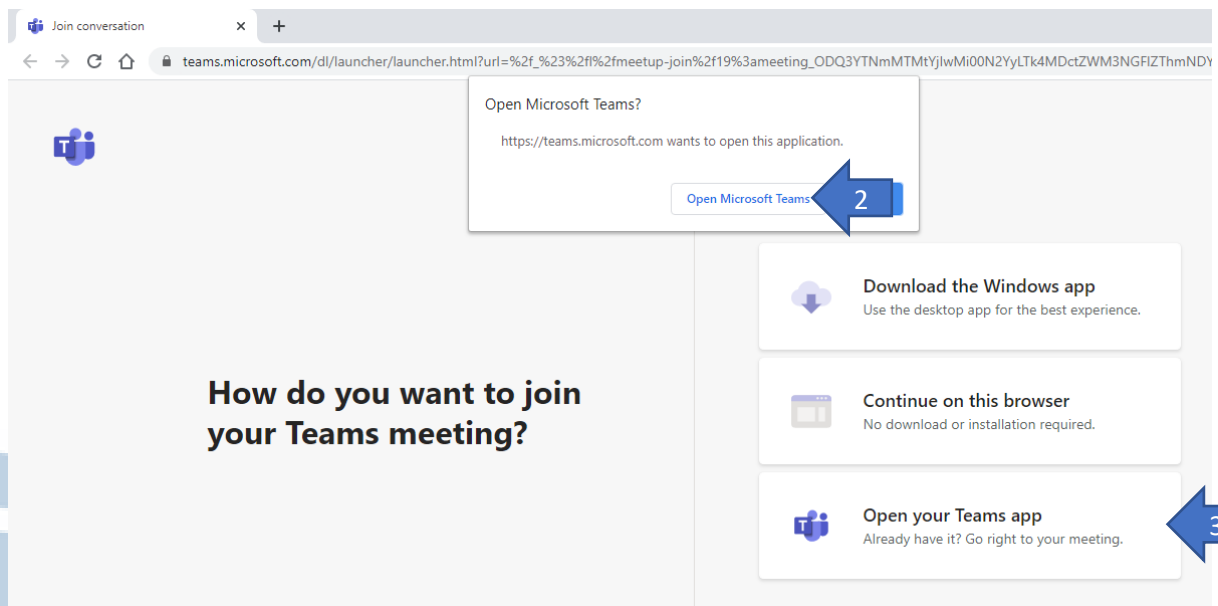 Join conversation
teams.microsoft.com/dl/launcher/launcher.html?url=%2f_%23%2fl%2fmeetup-join%2f19%3ameeting_ODQ3YTNmMTMtYjIwMi00N2YyLTk4MDctZWM3NGFlZThmNDY
Open Microsoft Teams?
https://teams.microsoft.com wants to open this application.
Open Microsoft Teams
2
Download the Windows app
Use the desktop app for the best experience.
How do you want to join
your Teams meeting?
Continue on this browser
No download or installation required.
Open your Teams app
Already have it? Go right to your meeting.
3